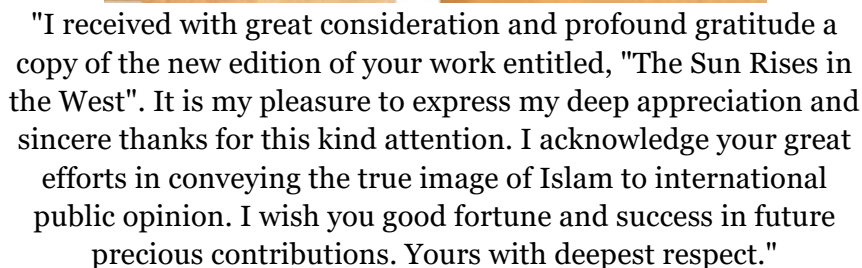 "I received with great consideration and profound gratitude a
copy of the new edition of your work entitled, "The Sun Rises in
the West". It is my pleasure to express my deep appreciation and
sincere thanks for this kind attention. I acknowledge your great
efforts in conveying the true image of Islam to international
public opinion. I wish you good fortune and success in future
precious contributions. Yours with deepest respect."